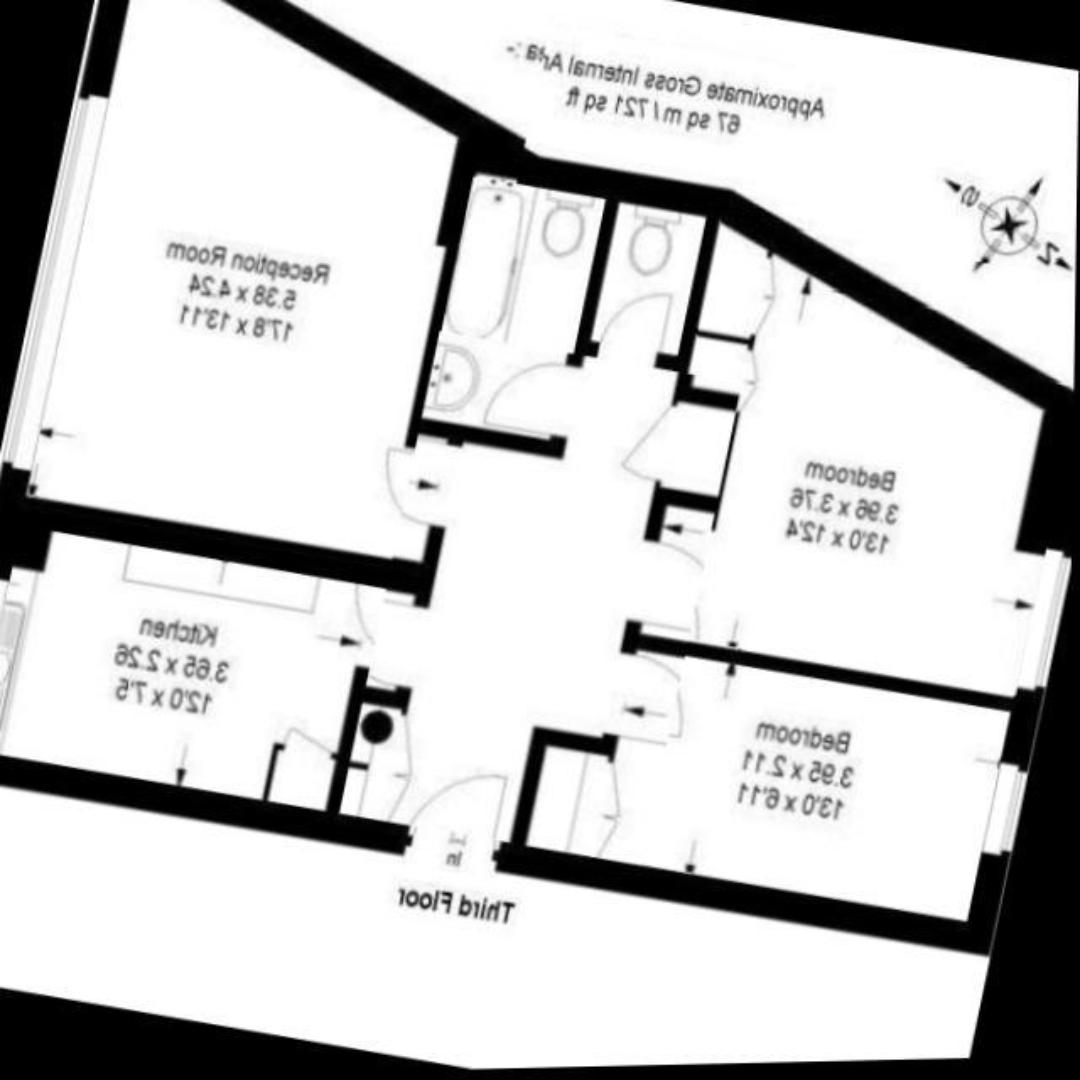 Approximate Gross Internal Area :-
67 sq m / 721 sq ft
S
N
Reception Room
5.38 x 4.24
17'8 x 13'11
Bedroom
3.96 x 3.76
13'0 x 12'4
Kitchen
3.65 x 2.26
12'0 x 7'5
Bedroom
3.95 x 2.11
13'0 x 6'11
In
Third Floor